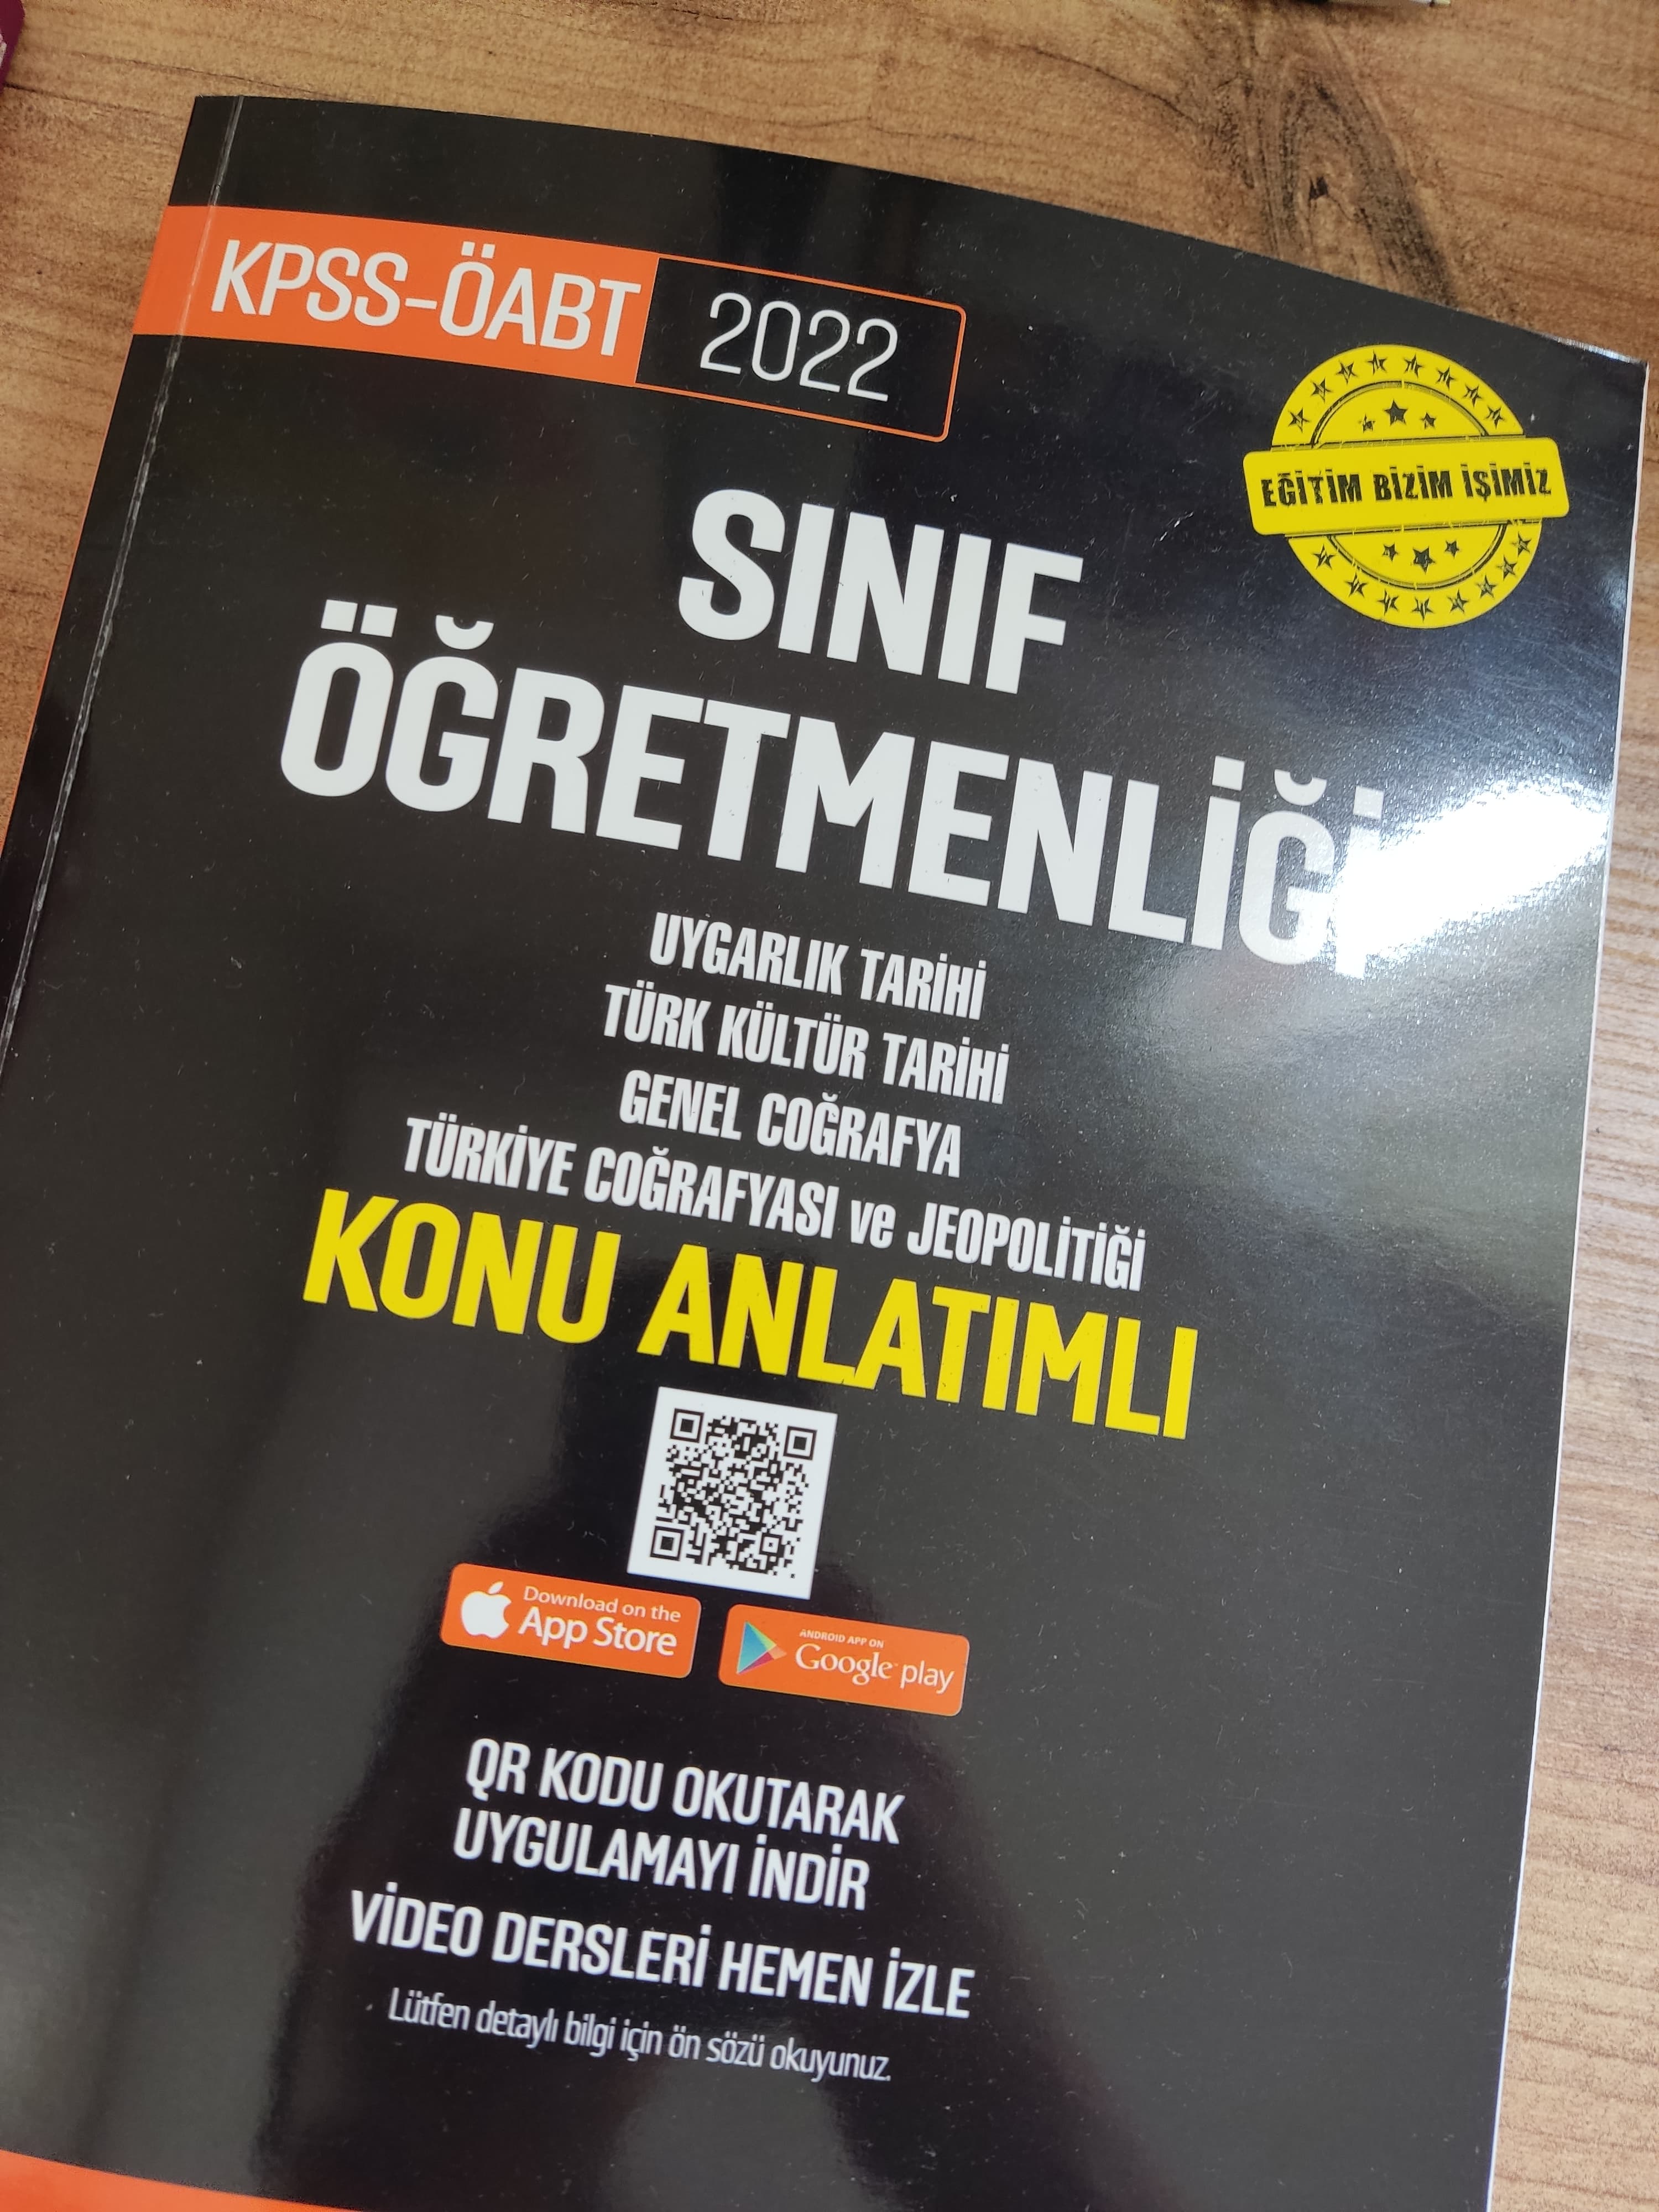 KPSS-ÖABT 2022
EĞİTİM BİZİM İŞİMİZ
SINIF
ÖĞRETMENLİĞİ
UYGARLIK TARİHİ
TÜRK KÜLTÜR TARİHİ
GENEL COĞRAFYA
TÜRKİYE COĞRAFYASI ve JEOPOLİTİĞİ
KONU ANLATIMLI
Download on the
App Store
ANDROID APP ON
Google play
QR KODU OKUTARAK
UYGULAMAYI İNDİR
VİDEO DERSLERİ HEMEN İZLE
Lütfen detaylı bilgi için ön sözü okuyunuz.